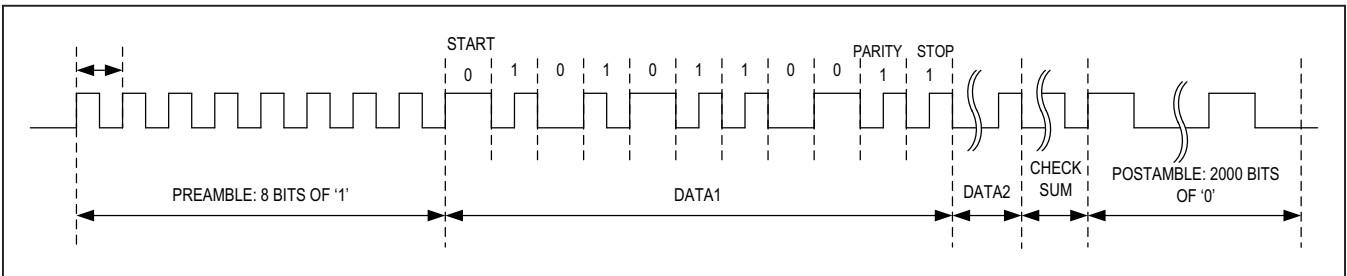 START PARITY STOP
0 1 0 1 0 1 1 0 0 1 1
PREAMBLE: 8 BITS OF ‘1’
DATA1
DATA2
CHECK
SUM
POSTAMBLE: 2000 BITS
OF ‘0’